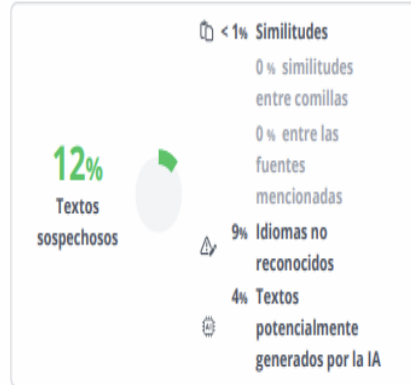 12%
Textos
sospechosos
< 1% Similitudes
0 % similitudes
entre comillas
0 % entre las
fuentes
mencionadas
9% Idiomas no
reconocidos
4% Textos
potencialmente
generados por la IA
AI